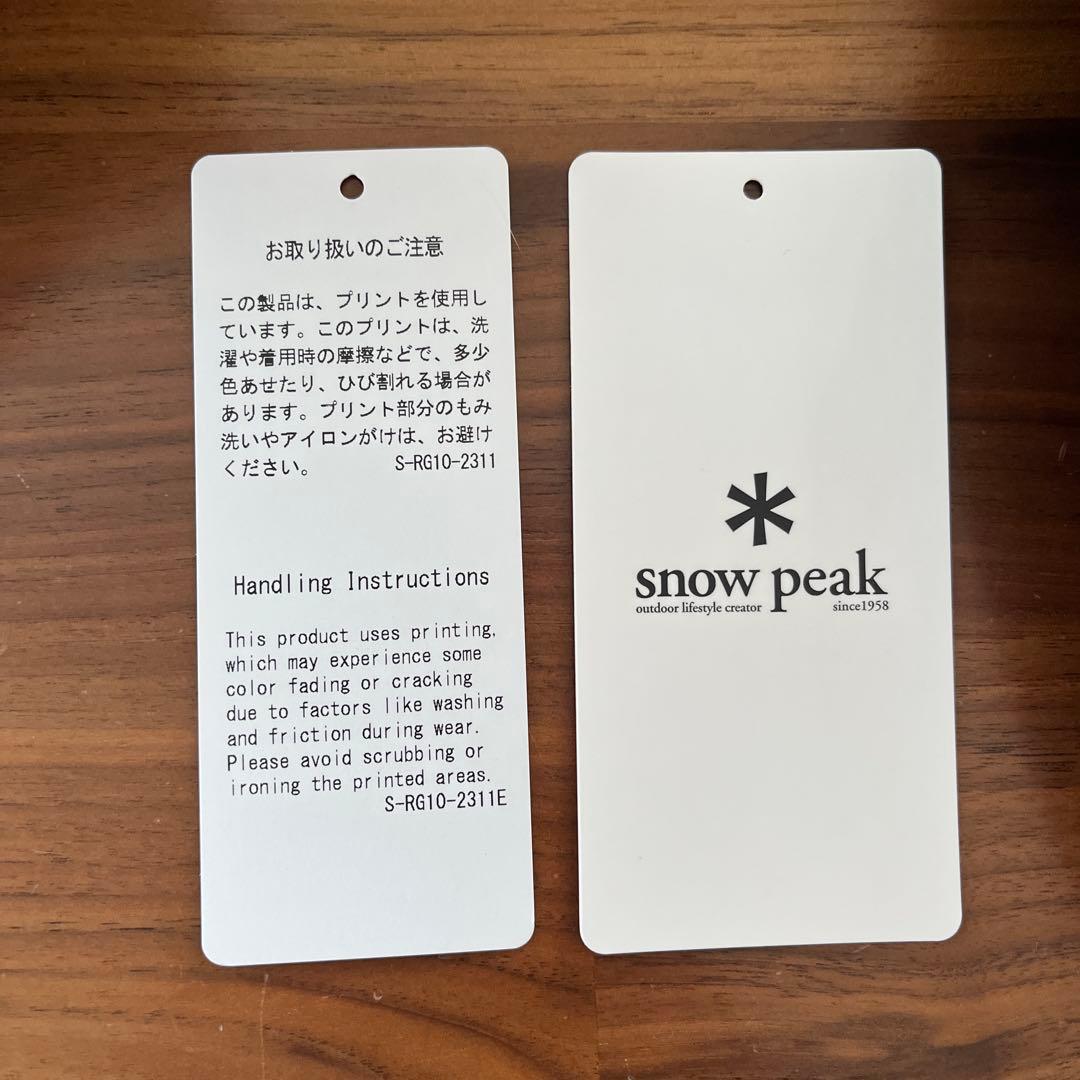 お取り扱いのご注意
この製品は、プリントを使用し
ています。このプリントは、洗
濯や着用時の摩擦などで、多少
色あせたり、ひび割れる場合が
あります。プリント部分のもみ
洗いやアイロンがけは、お避け
ください。 S-RG10-2311
Handling Instructions
This product uses printing,
which may experience some
color fading or cracking
due to factors like washing
and friction during wear.
Please avoid scrubbing or
ironing the printed areas.
S-RG10-2311E
snow peak
outdoor lifestyle creator since1958